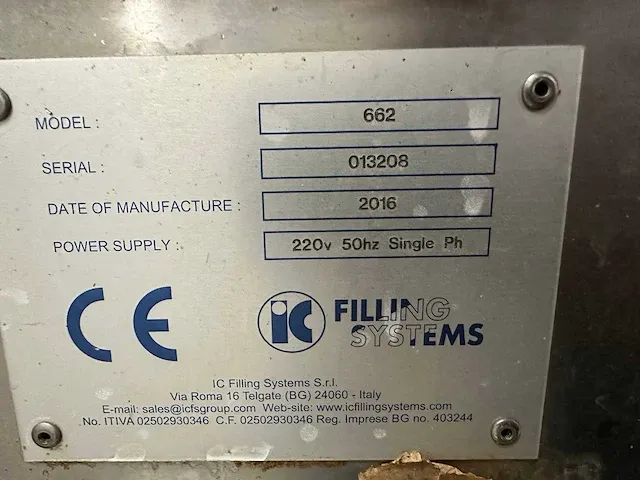 MODEL : 662
SERIAL : 013208
DATE OF MANUFACTURE : 2016
POWER SUPPLY : 220v 50hz Single Ph
CE
iC FILLING
SYSTEMS
IC Filling Systems S.r.l.
Via Roma 16 Telgate (BG) 24060 - Italy
E-mail: sales@icfsgroup.com Web-site: www.icfillingsystems.com
No. ITIVA 02502930346 C.F. 02502930346 Reg. Imprese BG no. 403244